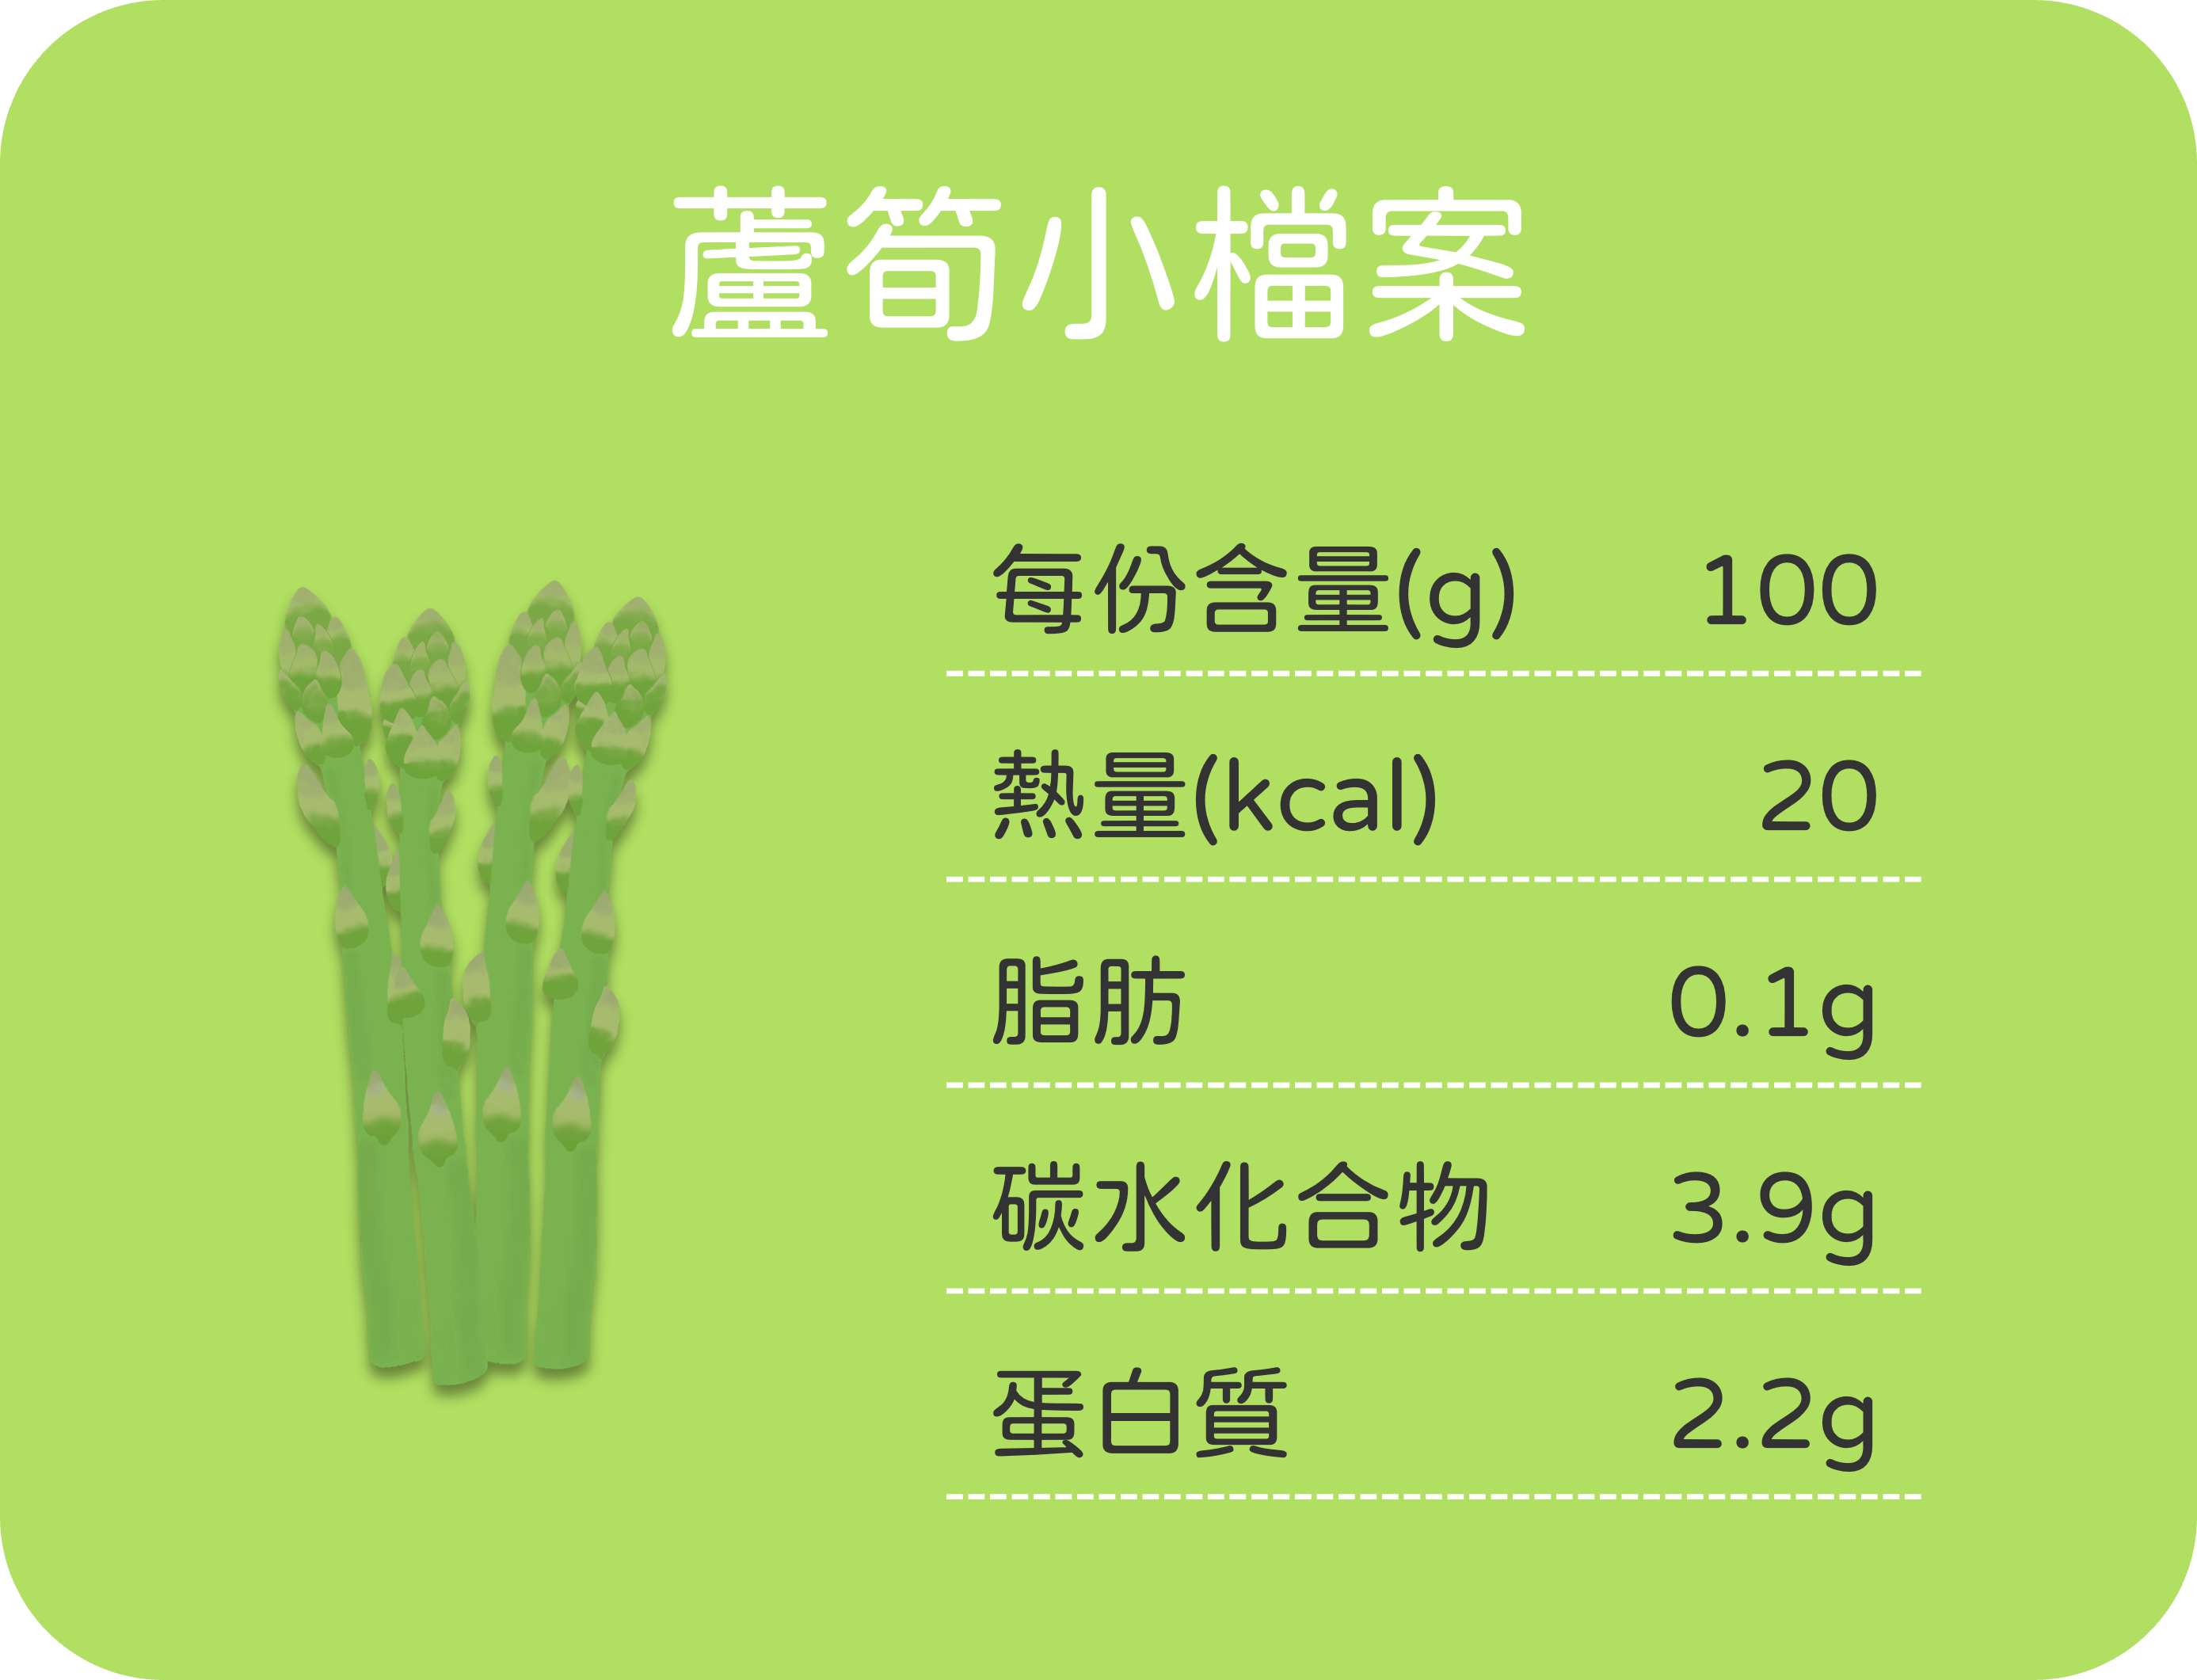 蘆筍小檔案
每份含量(g) 100
熱量(kcal) 20
脂肪 0.1g
碳水化合物 3.9g
蛋白質 2.2g